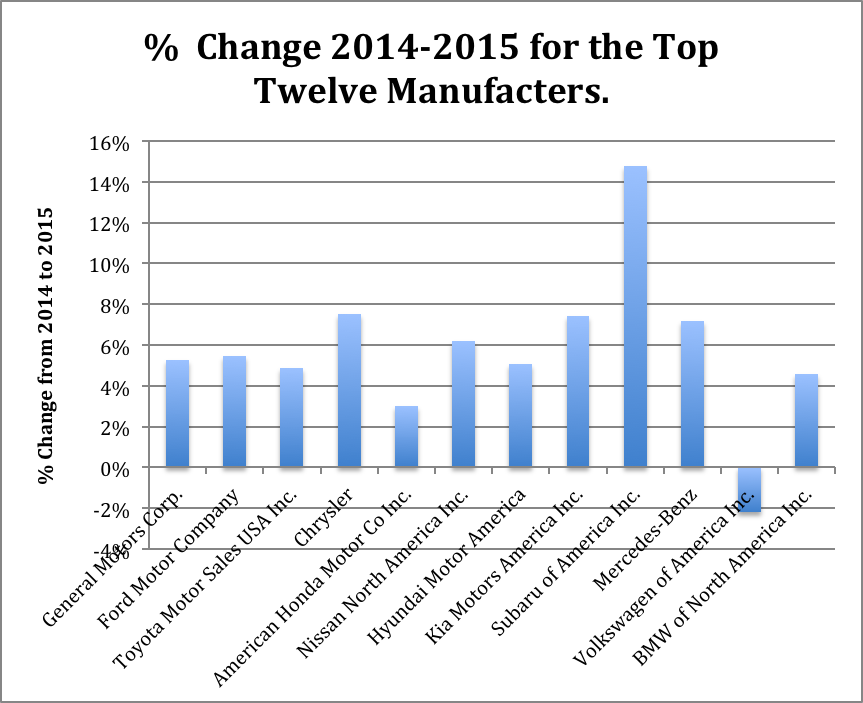 %  Change 2014-2015 for the Top
Twelve Manufacters.
% Change from 2014 to 2015
16%
14%
12%
10%
8%
6%
4%
2%
0%
-2%
-4%
General Motors Corp.
Ford Motor Company
Toyota Motor Sales USA Inc.
Chrysler
American Honda Motor Co Inc.
Nissan North America Inc.
Hyundai Motor America
Kia Motors America Inc.
Subaru of America Inc.
Mercedes-Benz
Volkswagen of America Inc.
BMW of North America Inc.